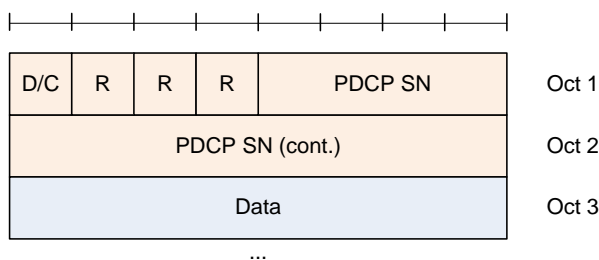 D/C R R R PDCP SN Oct 1
PDCP SN (cont.) Oct 2
Data Oct 3
...